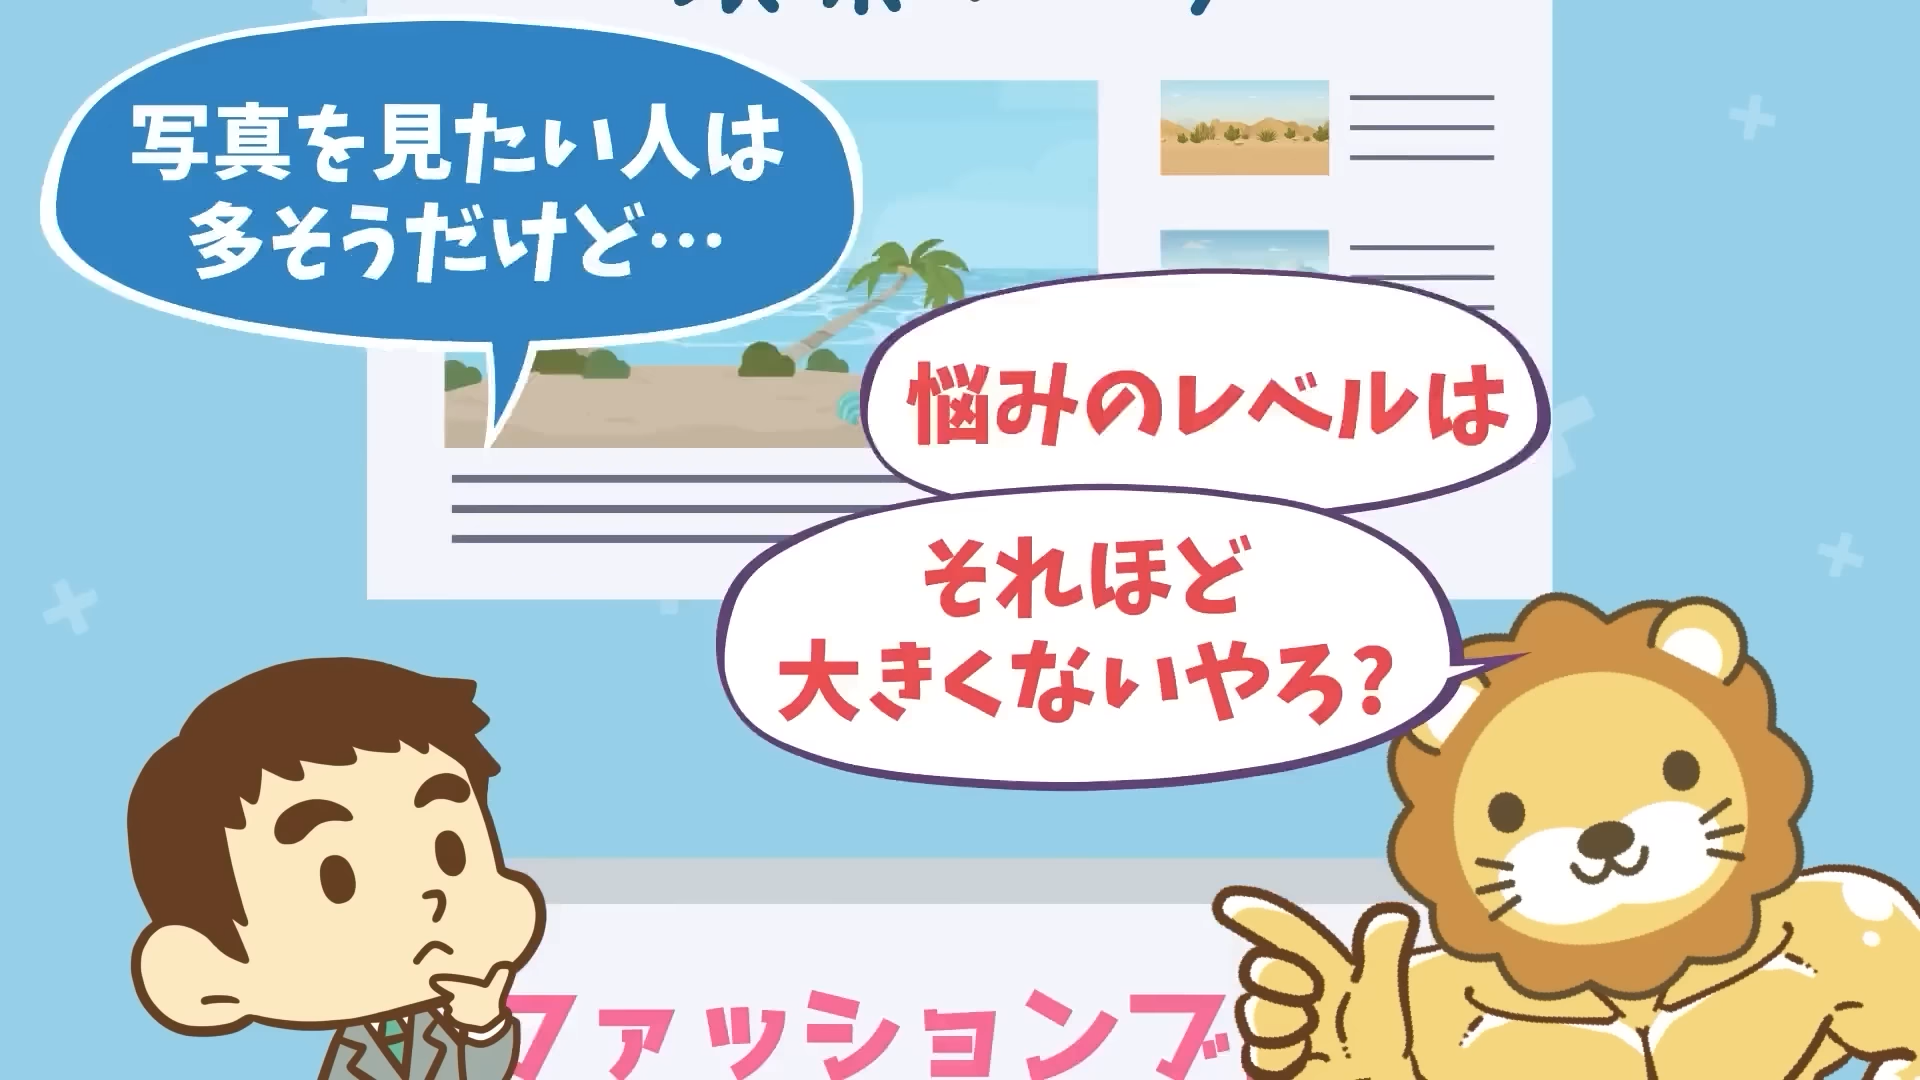 写真を見たい人は
多そうだけど…
悩みのレベルは
それほど
大きくないやろ?
ファッションブ